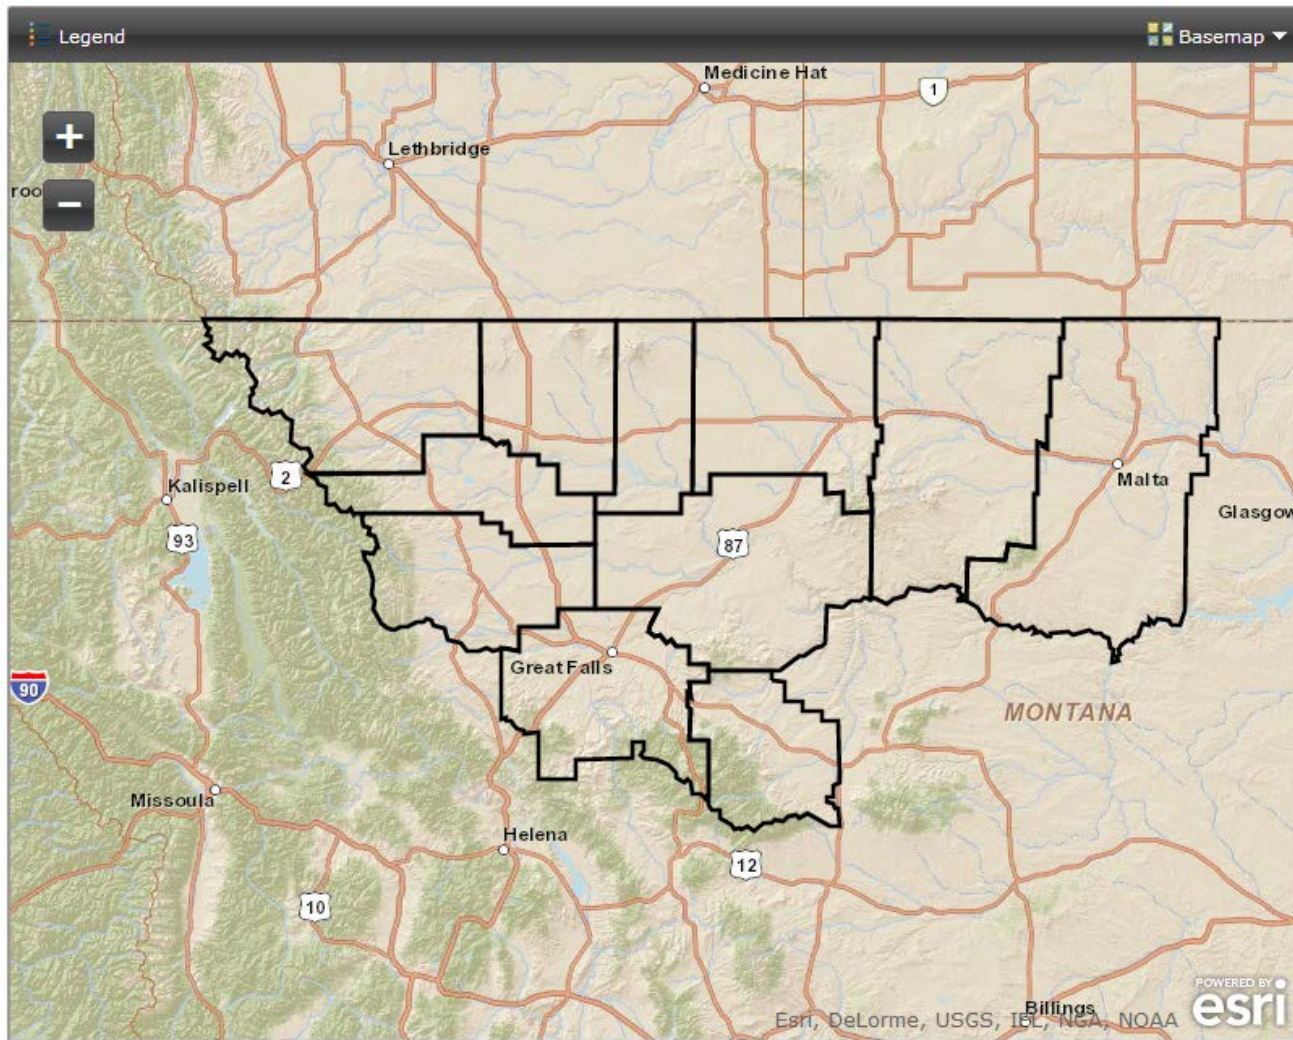 Legend
Basemap
+
−
Medicine Hat
1
Lethbridge
roo
2
Kalispell
Malta
Glasgow
93
87
Great Falls
90
MONTANA
Missoula
Helena
12
10
Billings
POWERED BY
esri
Esri, DeLorme, USGS, NGA, NOAA